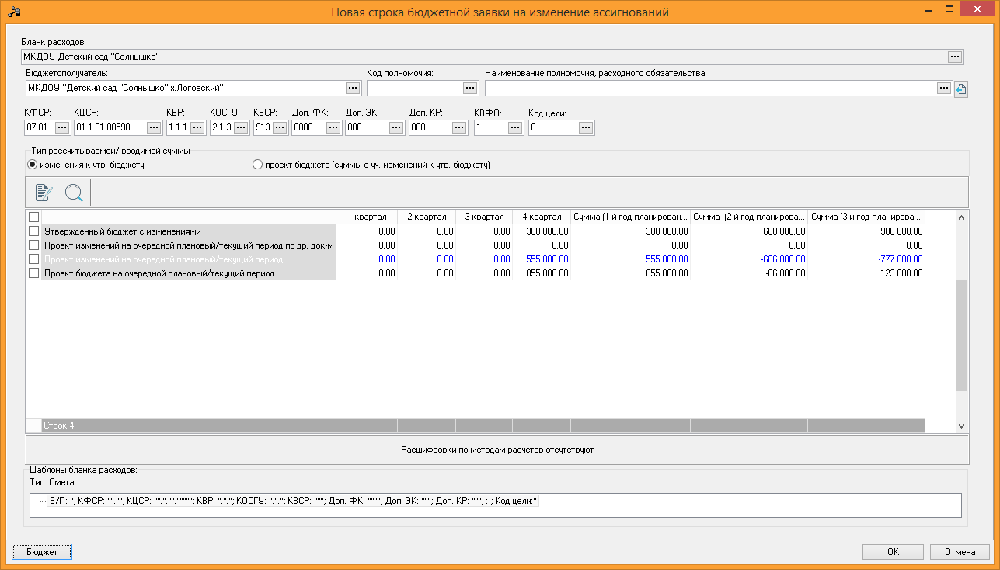 Новая строка бюджетной заявки на изменение ассигнований
Бланк расходов:
МКДОУ Детский сад "Солнышко"
Бюджетополучатель: Код полномочия: Наименование полномочия, расходного обязательства:
МКДОУ "Детский сад "Солнышко" х.Логовский"
КФСР: КЦСР: КВР: КОСГУ: КВСР: Доп. ФК: Доп. ЭК: Доп. КР: КВФО: Код цели:
07.01 01.1.01.00590 1.1.1 2.1.3 913 0000 000 000 1 0
Тип рассчитываемой/ вводимой суммы
изменения к утв. бюджету проект бюджета (суммы с уч. изменений к утв. бюджету)
1 квартал 2 квартал 3 квартал 4 квартал Сумма (1-й год планирован... Сумма (2-й год планирова... Сумма (3-й год планирова...
Утвержденный бюджет с изменениями 0.00 0.00 0.00 300 000.00 300 000.00 600 000.00 900 000.00
Проект изменений на очередной плановый/текущий период по др. док-м 0.00 0.00 0.00 0.00 0.00 0.00 0.00
Проект изменений на очередной плановый/текущий период 0.00 0.00 0.00 555 000.00 555 000.00 -666 000.00 -777 000.00
Проект бюджета на очередной плановый/текущий период 0.00 0.00 0.00 855 000.00 855 000.00 -66 000.00 123 000.00
Строк:4
Расшифровки по методам расчётов отсутствуют
Шаблоны бланка расходов:
Тип: Смета
Б/П: *; КФСР: **.**; КЦСР: **.*.**.*****; КВР: *.*.*; КОСГУ: *.*.*; КВСР: ***; Доп. ФК: ****; Доп. ЭК: ***; Доп. КР: ***; : ; Код цели:*
Бюджет OK Отмена